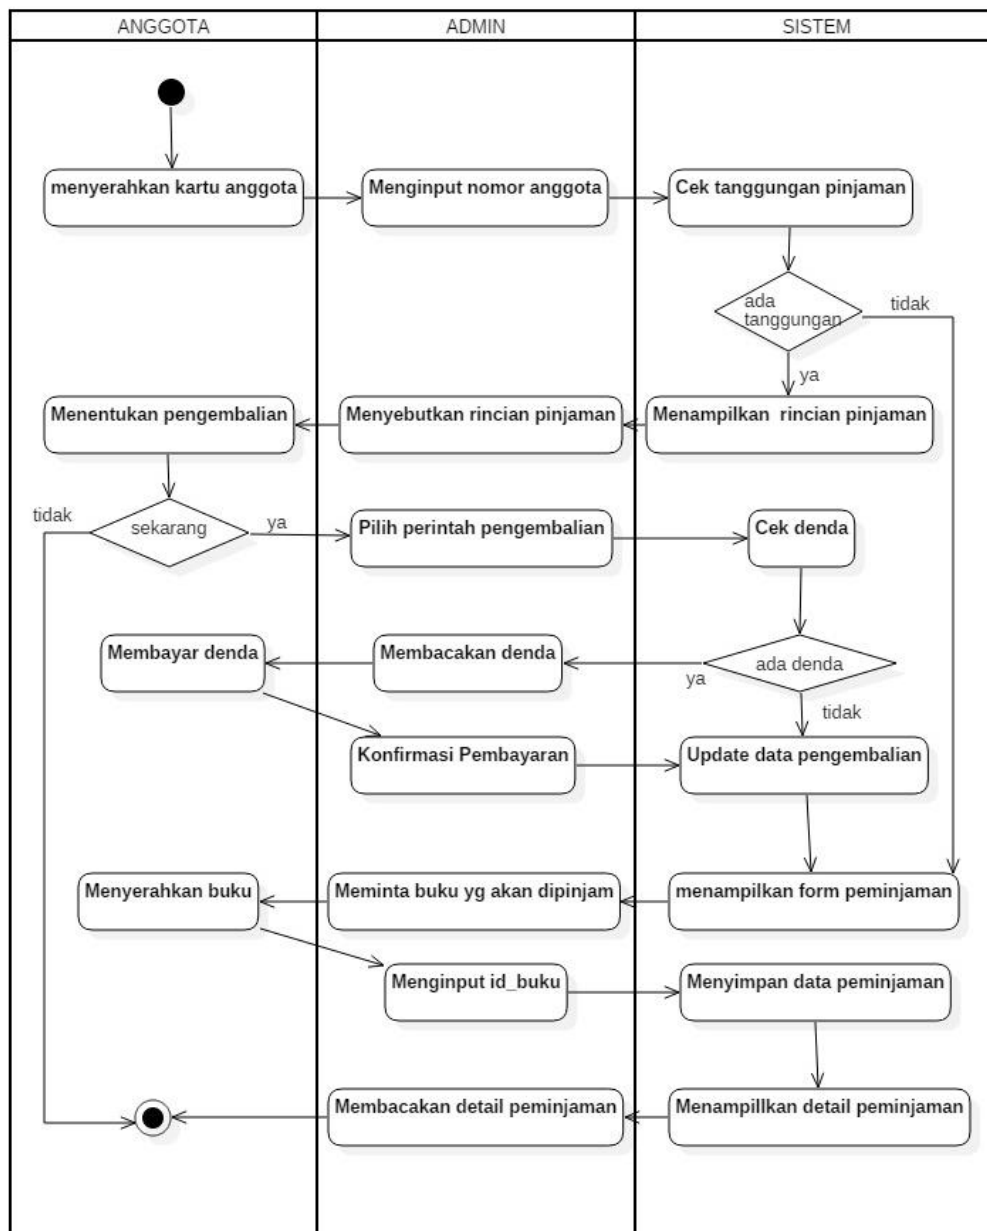 ANGGOTA
ADMIN
SISTEM
menyerahkan kartu anggota
Menginput nomor anggota
Cek tanggungan pinjaman
ada
tanggungan
tidak
ya
Menentukan pengembalian
Menyebutkan rincian pinjaman
Menampilkan  rincian pinjaman
tidak
sekarang
ya
Pilih perintah pengembalian
Cek denda
Membayar denda
Membacakan denda
ya
ada denda
tidak
Konfirmasi Pembayaran
Update data pengembalian
Menyerahkan buku
Meminta buku yg akan dipinjam
menampilkan form peminjaman
Menginput id_buku
Menyimpan data peminjaman
Membacakan detail peminjaman
Menampillkan detail peminjaman